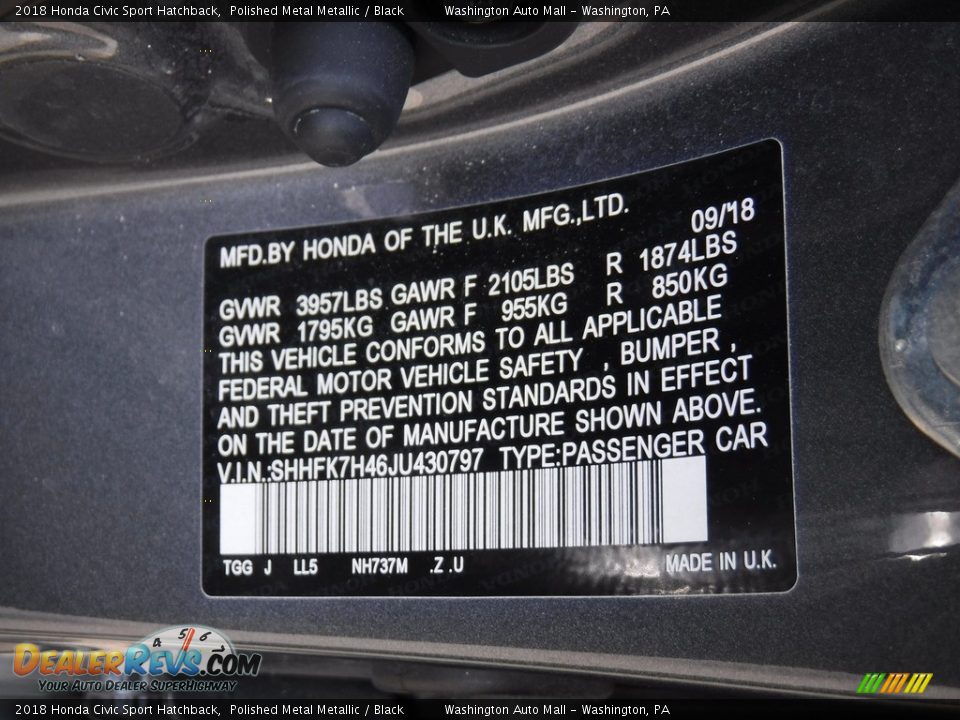 2018 Honda Civic Sport Hatchback, Polished Metal Metallic / Black Washington Auto Mall - Washington, PA
MFD.BY HONDA OF THE U.K. MFG.,LTD.
09/18
GVWR 3957LBS GAWR F 2105LBS R 1874LBS
GVWR 1795KG GAWR F 955KG R 850KG
THIS VEHICLE CONFORMS TO ALL APPLICABLE
FEDERAL MOTOR VEHICLE SAFETY , BUMPER ,
AND THEFT PREVENTION STANDARDS IN EFFECT
ON THE DATE OF MANUFACTURE SHOWN ABOVE.
V.I.N.:SHHFK7H46JU430797 TYPE:PASSENGER CAR
TGG J LL5 NH737M .Z .U MADE IN U.K.
4 5 6 7
DEALERREVS.COM
YOUR AUTO DEALER SUPERHIGHWAY
2018 Honda Civic Sport Hatchback, Polished Metal Metallic / Black Washington Auto Mall - Washington, PA